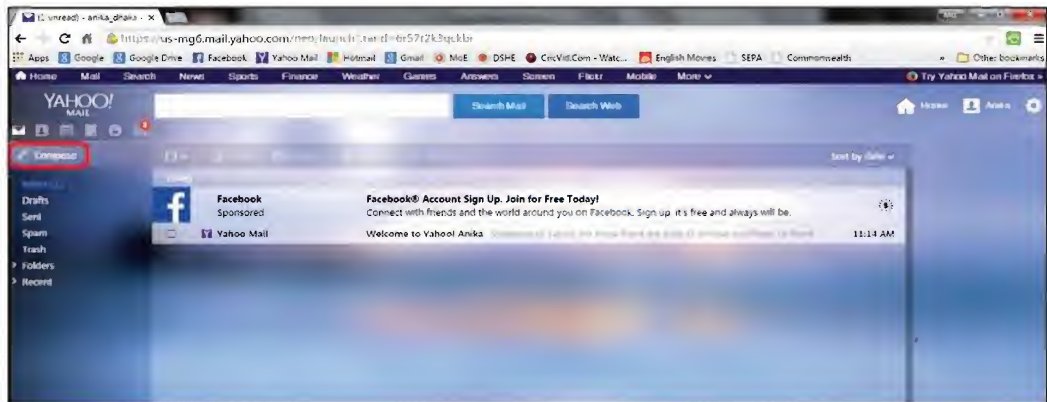 (1 unread) - anika_dhaka - ×
https://us-mg6.mail.yahoo.com/neo/launch?.rand=6r57r2k3qckbr
Apps Google Google Drive Facebook Yahoo Mail Hotmail Gmail MoE DSHE CricVid.Com - Watc... English Movies SEPA Commonwealth » Other bookmarks
Home Mail Search News Sports Finance Weather Games Answers Screen Flickr Mobile More Try Yahoo Mail on Firefox »
YAHOO! Search Mail Search Web Home Anika
MAIL
Compose Sort by date
Facebook Facebook® Account Sign Up. Join for Free Today!
Drafts Sponsored Connect with friends and the world around you on Facebook. Sign up, it's free and always will be.
Sent
Spam Yahoo Mail Welcome to Yahoo! Anika 11:14 AM
Trash
Folders
Recent